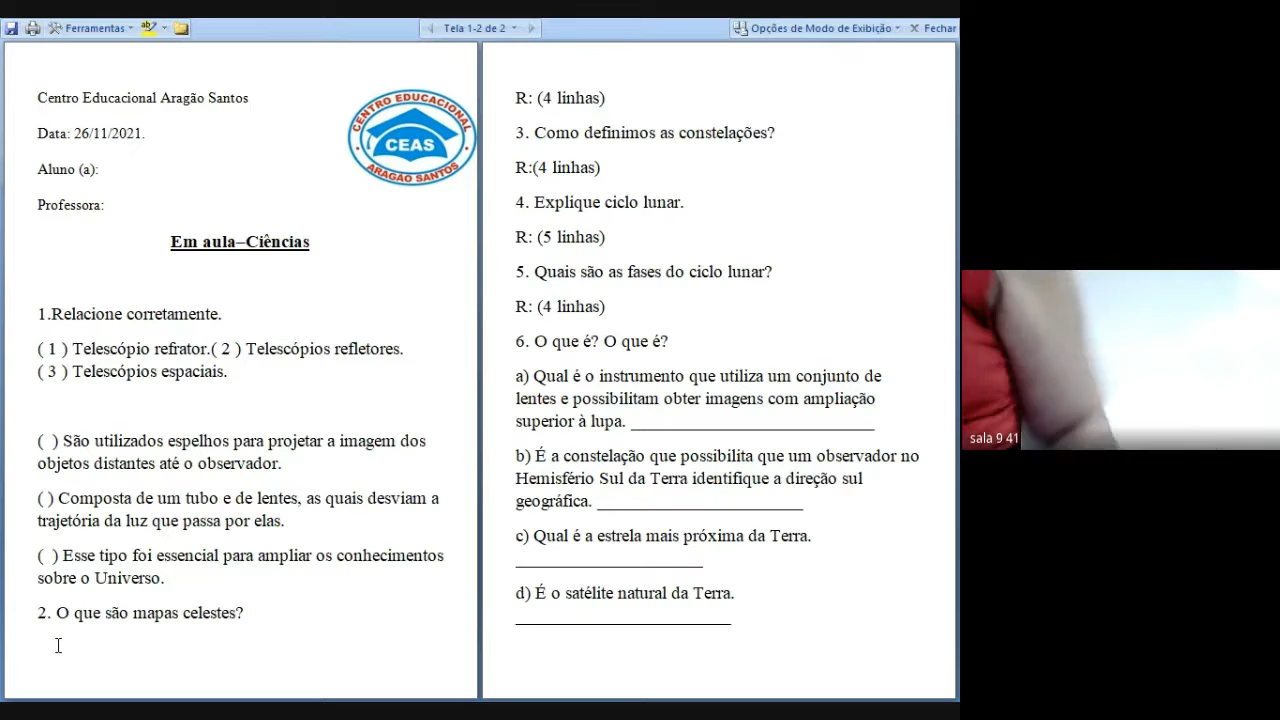 Ferramentas
Tela 1-2 de 2
Opções de Modo de Exibição
Fechar
Centro Educacional Aragão Santos
Data: 26/11/2021.
Aluno (a):
Professora:
CENTRO EDUCACIONAL
CEAS
ARAGAO SANTOS
Em aula–Ciências
1.Relacione corretamente.
( 1 ) Telescópio refrator.( 2 ) Telescópios refletores.
( 3 ) Telescópios espaciais.
( ) São utilizados espelhos para projetar a imagem dos
objetos distantes até o observador.
( ) Composta de um tubo e de lentes, as quais desviam a
trajetória da luz que passa por elas.
( ) Esse tipo foi essencial para ampliar os conhecimentos
sobre o Universo.
2. O que são mapas celestes?
R: (4 linhas)
3. Como definimos as constelações?
R:(4 linhas)
4. Explique ciclo lunar.
R: (5 linhas)
5. Quais são as fases do ciclo lunar?
R: (4 linhas)
6. O que é? O que é?
a) Qual é o instrumento que utiliza um conjunto de
lentes e possibilitam obter imagens com ampliação
superior à lupa. __________________________
b) É a constelação que possibilita que um observador no
Hemisfério Sul da Terra identifique a direção sul
geográfica. ______________________
c) Qual é a estrela mais próxima da Terra.
____________________
d) É o satélite natural da Terra.
_______________________
sala 9 41